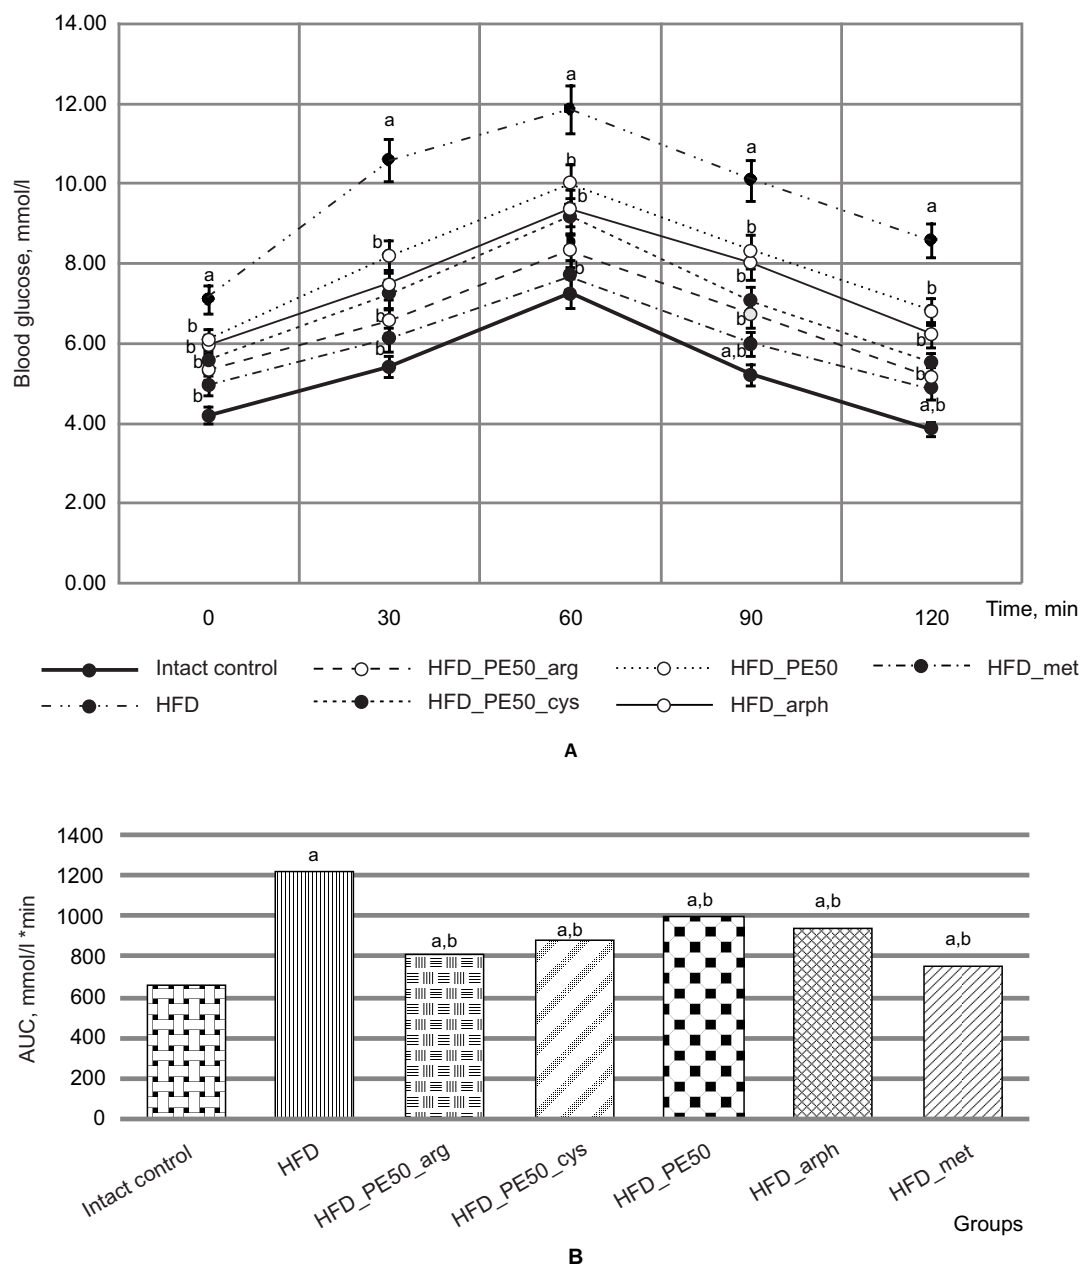 14.00
12.00
10.00
8.00
6.00
4.00
2.00
0.00
Blood glucose, mmol/l
a
a
a
a
a
b
b
b
b
b
b
b
b
b
b
b
b
b
b
a,b
b
b
b
a,b
0 30 60 90 120
Time, min
Intact control HFD_PE50_arg HFD_PE50 HFD_met
HFD HFD_PE50_cys HFD_arph
A
1400
1200
1000
800
600
400
200
0
AUC, mmol/l *min
a
a,b
a,b
a,b
a,b
a,b
Intact control
HFD
HFD_PE50_arg
HFD_PE50_cys
HFD_PE50
HFD_arph
HFD_met
Groups
B